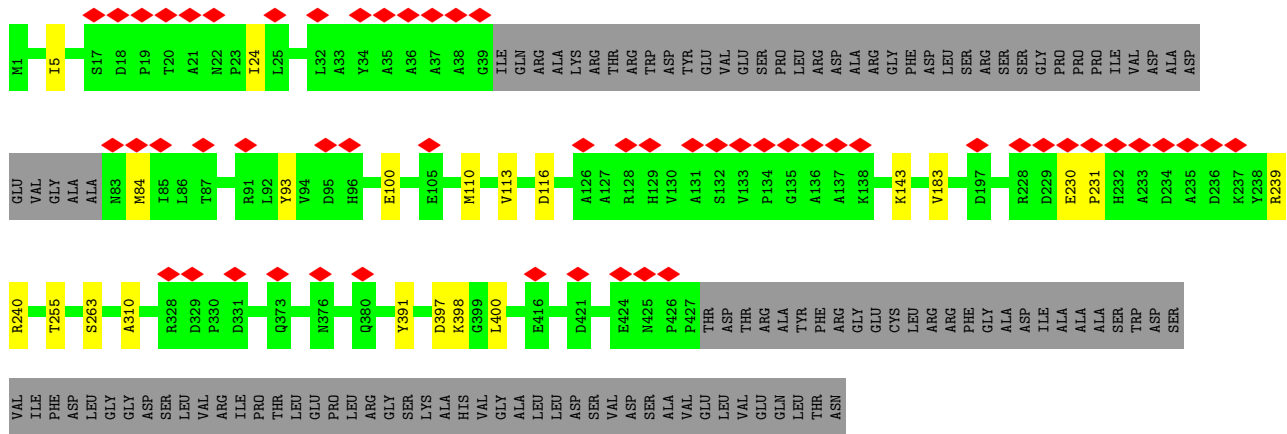 M1 I5 S17 D18 P19 T20 A21 N22 P23 I24 L25 L32 A33 Y34 A35 A36 A37 A38 G39 ILE GLN ARG ALA LYS ARG THR ARG TRP ASP TYR GLU VAL GLU SER PRO LEU ARG ASP ALA ARG GLY PHE ASP LEU SER ARG SER SER GLY PRO PRO PRO ILE VAL ASP ALA ASP
GLU VAL GLY ALA ALA N83 M84 I85 L86 T87 R91 L92 Y93 V94 D95 H96 E100 E105 M110 V113 D116 A126 A127 R128 H129 V130 A131 S132 V133 P134 G135 A136 A137 K138 K143 V183 D197 R228 D229 E230 P231 H232 A233 D234 A235 D236 K237 Y238 R239
R240 T255 S263 A310 R328 D329 P330 D331 Q373 N376 Q380 Y391 D397 K398 G399 L400 E416 D421 E424 N425 P426 P427 THR ASP THR ARG ALA TYR PHE ARG GLY GLU CYS LEU ARG ARG PHE GLY ALA ASP ILE ALA ALA ALA SER TRP ASP SER
VAL ILE PHE ASP LEU GLY GLY ASP SER LEU VAL ARG ILE PRO THR LEU GLU PRO LEU ARG GLY SER LYS ALA HIS VAL GLY ALA LEU LEU ASP SER VAL ASP SER ALA VAL GLU LEU VAL GLU GLN LEU THR ASN